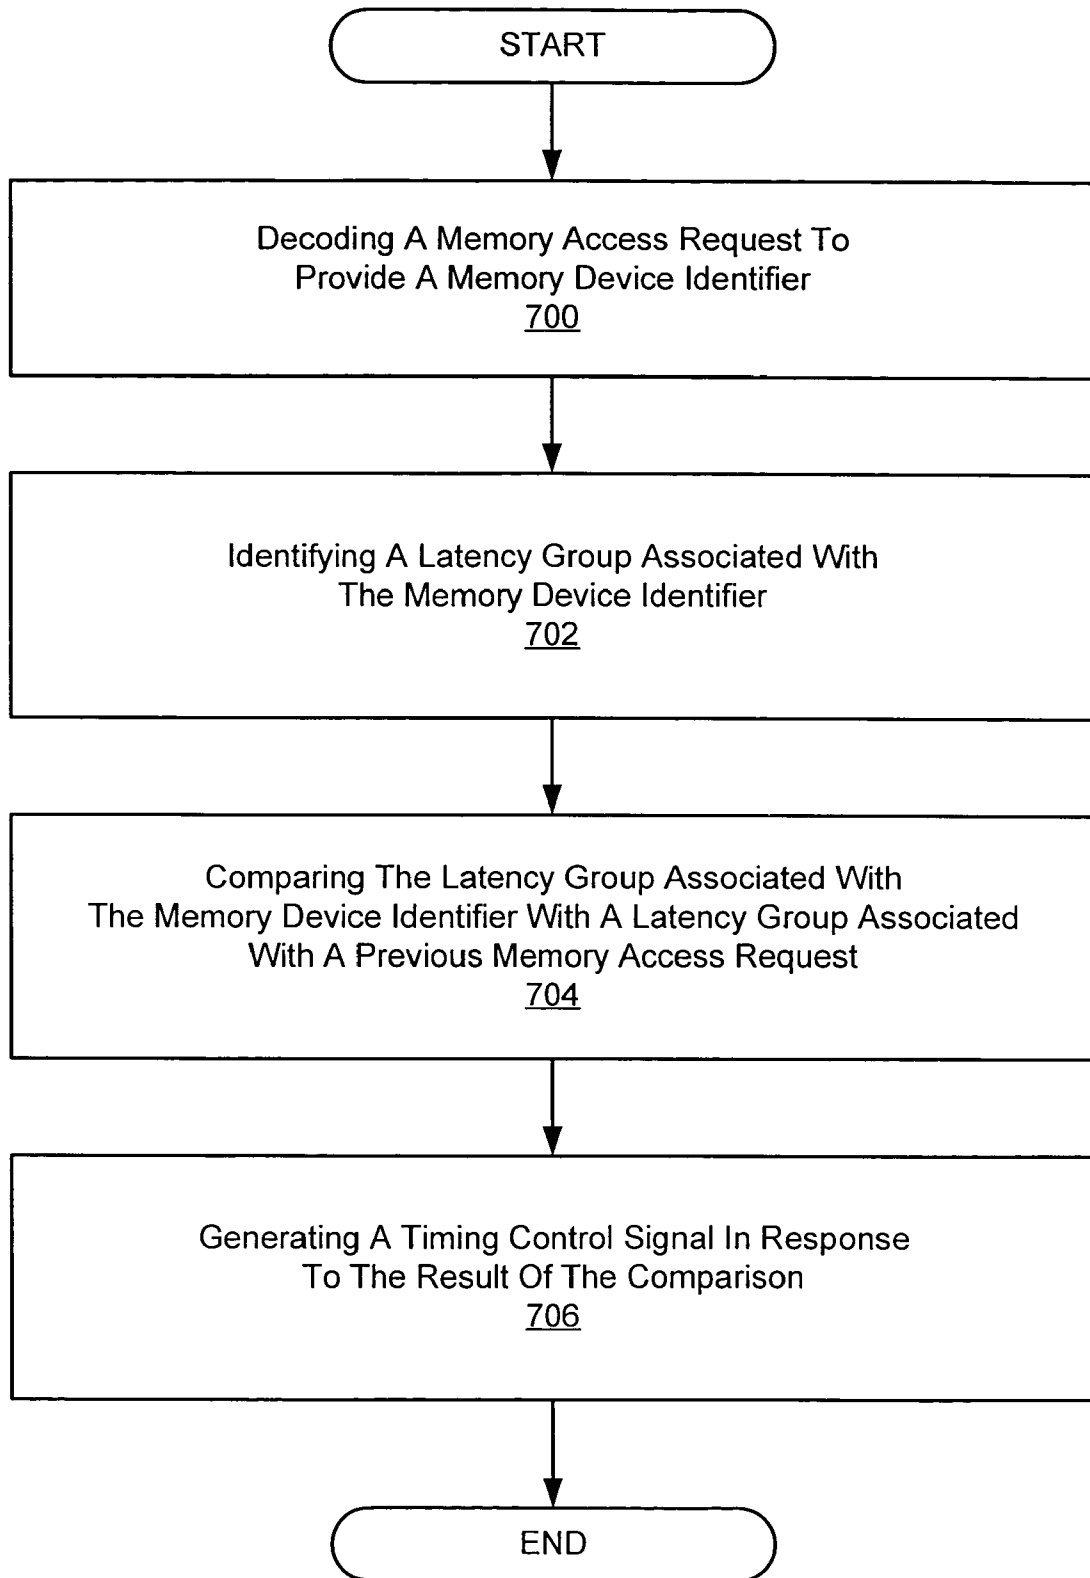 START
Decoding A Memory Access Request To
Provide A Memory Device Identifier
700
Identifying A Latency Group Associated With
The Memory Device Identifier
702
Comparing The Latency Group Associated With
The Memory Device Identifier With A Latency Group Associated
With A Previous Memory Access Request
704
Generating A Timing Control Signal In Response
To The Result Of The Comparison
706
END